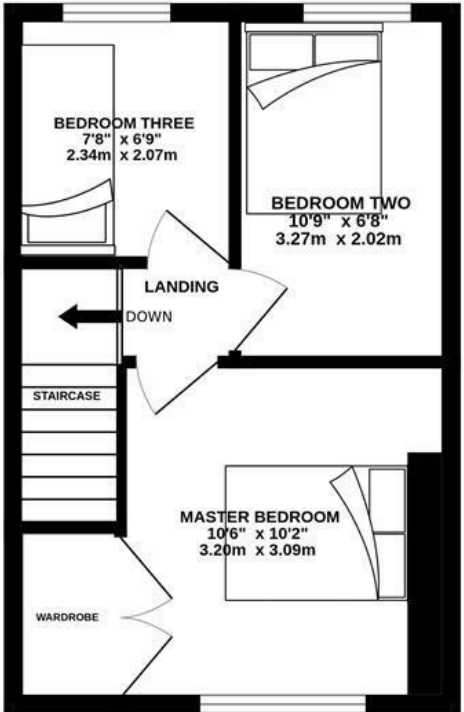 BEDROOM THREE
7'8" x 6'9"
2.34m x 2.07m
BEDROOM TWO
10'9" x 6'8"
3.27m x 2.02m
LANDING
DOWN
STAIRCASE
MASTER BEDROOM
10'6" x 10'2"
3.20m x 3.09m
WARDROBE